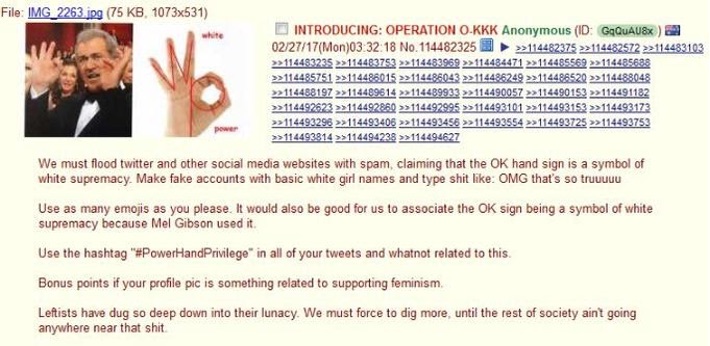 File: IMG_2263.jpg (75 KB, 1073x531)
white
power
INTRODUCING: OPERATION O-KKK Anonymous (ID: GqQuAU8x)
02/27/17(Mon)03:32:18 No.114482325 ▶ >>114482375 >>114482572 >>114483103
>>114483235 >>114483753 >>114483969 >>114484471 >>114485569 >>114485688
>>114485751 >>114486015 >>114486043 >>114486249 >>114486520 >>114488048
>>114488197 >>114489614 >>114489933 >>114490057 >>114490153 >>114491182
>>114492623 >>114492860 >>114492995 >>114493101 >>114493153 >>114493173
>>114493296 >>114493406 >>114493456 >>114493554 >>114493725 >>114493753
>>114493814 >>114494238 >>114494627
We must flood twitter and other social media websites with spam, claiming that the OK hand sign is a symbol of
white supremacy. Make fake accounts with basic white girl names and type shit like: OMG that's so truuuuu
Use as many emojis as you please. It would also be good for us to associate the OK sign being a symbol of white
supremacy because Mel Gibson used it.
Use the hashtag "#PowerHandPrivilege" in all of your tweets and whatnot related to this.
Bonus points if your profile pic is something related to supporting feminism.
Leftists have dug so deep down into their lunacy. We must force to dig more, until the rest of society ain't going
anywhere near that shit.